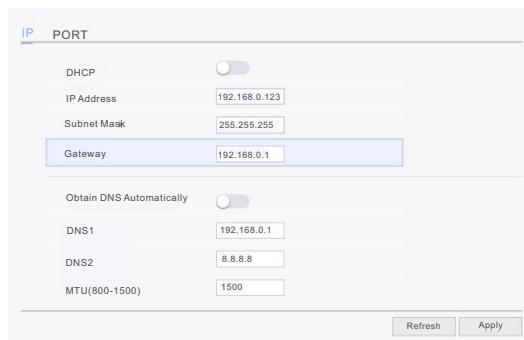 IP PORT
DHCP
IP Address 192.168.0.123
Subnet Mask 255.255.255
Gateway 192.168.0.1
Obtain DNS Automatically
DNS1 192.168.0.1
DNS2 8.8.8.8
MTU(800-1500) 1500
Refresh Apply